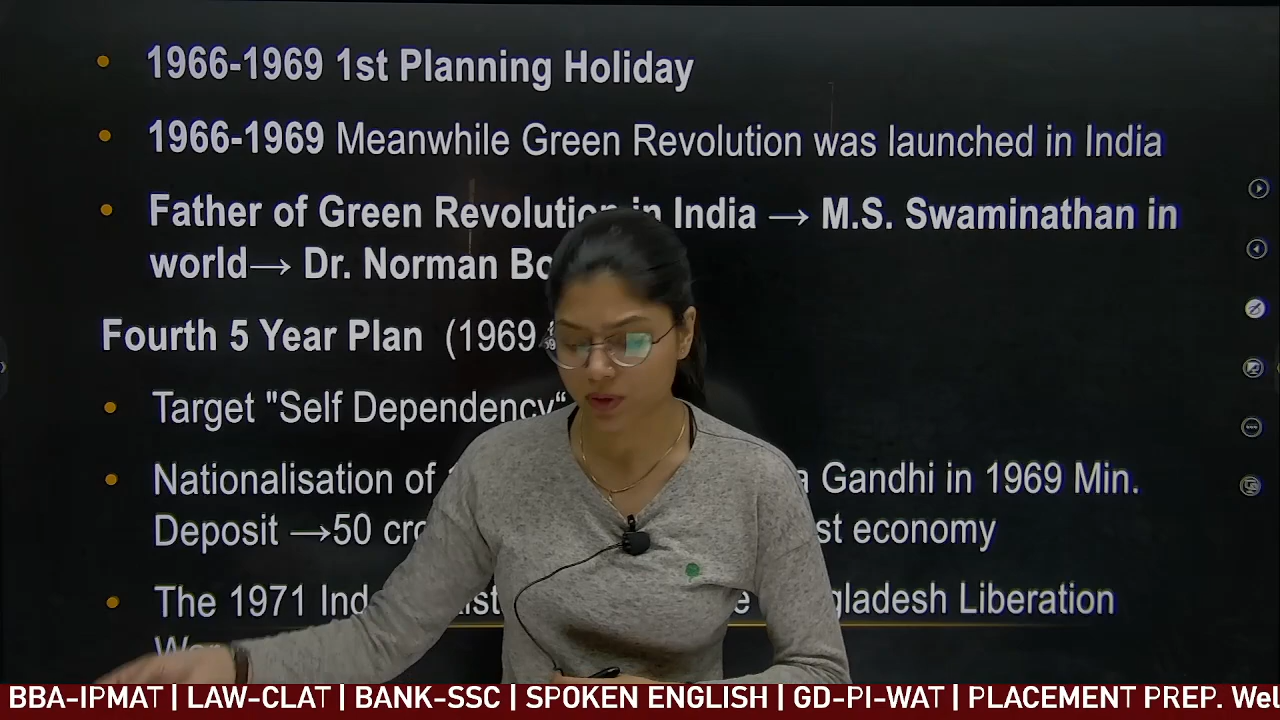 1966-1969 1st Planning Holiday
1966-1969 Meanwhile Green Revolution was launched in India
Father of Green Revolution in India → M.S. Swaminathan in
world→ Dr. Norman Bo
Fourth 5 Year Plan (1969
Target "Self Dependency“
Nationalisation of Gandhi in 1969 Min.
Deposit →50 cro st economy
The 1971 Ind ist gladesh Liberation
BBA-IPMAT | LAW-CLAT | BANK-SSC | SPOKEN ENGLISH | GD-PI-WAT | PLACEMENT PREP. Wel